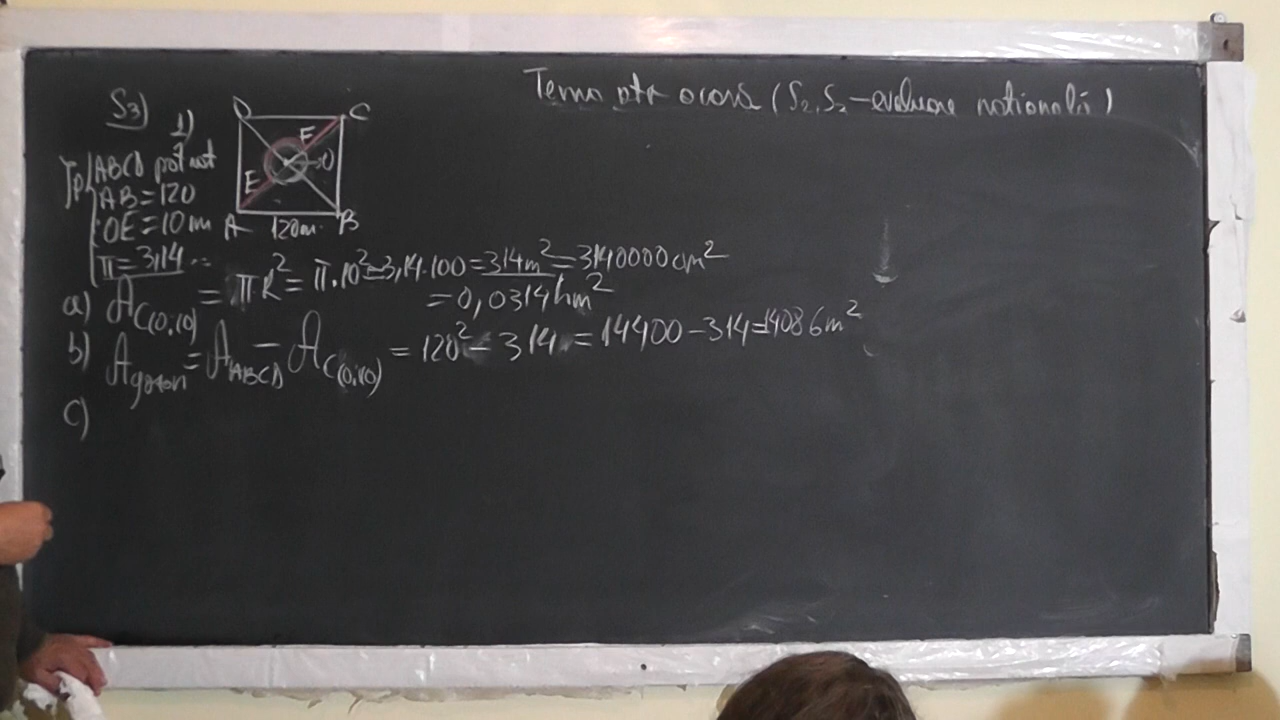 Tema ptr acasă (S2, S3 - evaluare natională)
S3)
1)
Ip ABCD pătrat
AB = 120
OE = 10 m
π = 3,14
D C
F
O
E
A 120m B
a) A C(O;10) = πR² = π·10² = 3,14·100 = 314 m² = 3140000 cm²
= 0,0314 hm²
b) A gazon = A ABCD - A C(O;10) = 120² - 314 = 14400 - 314 = 14086 m²
c)